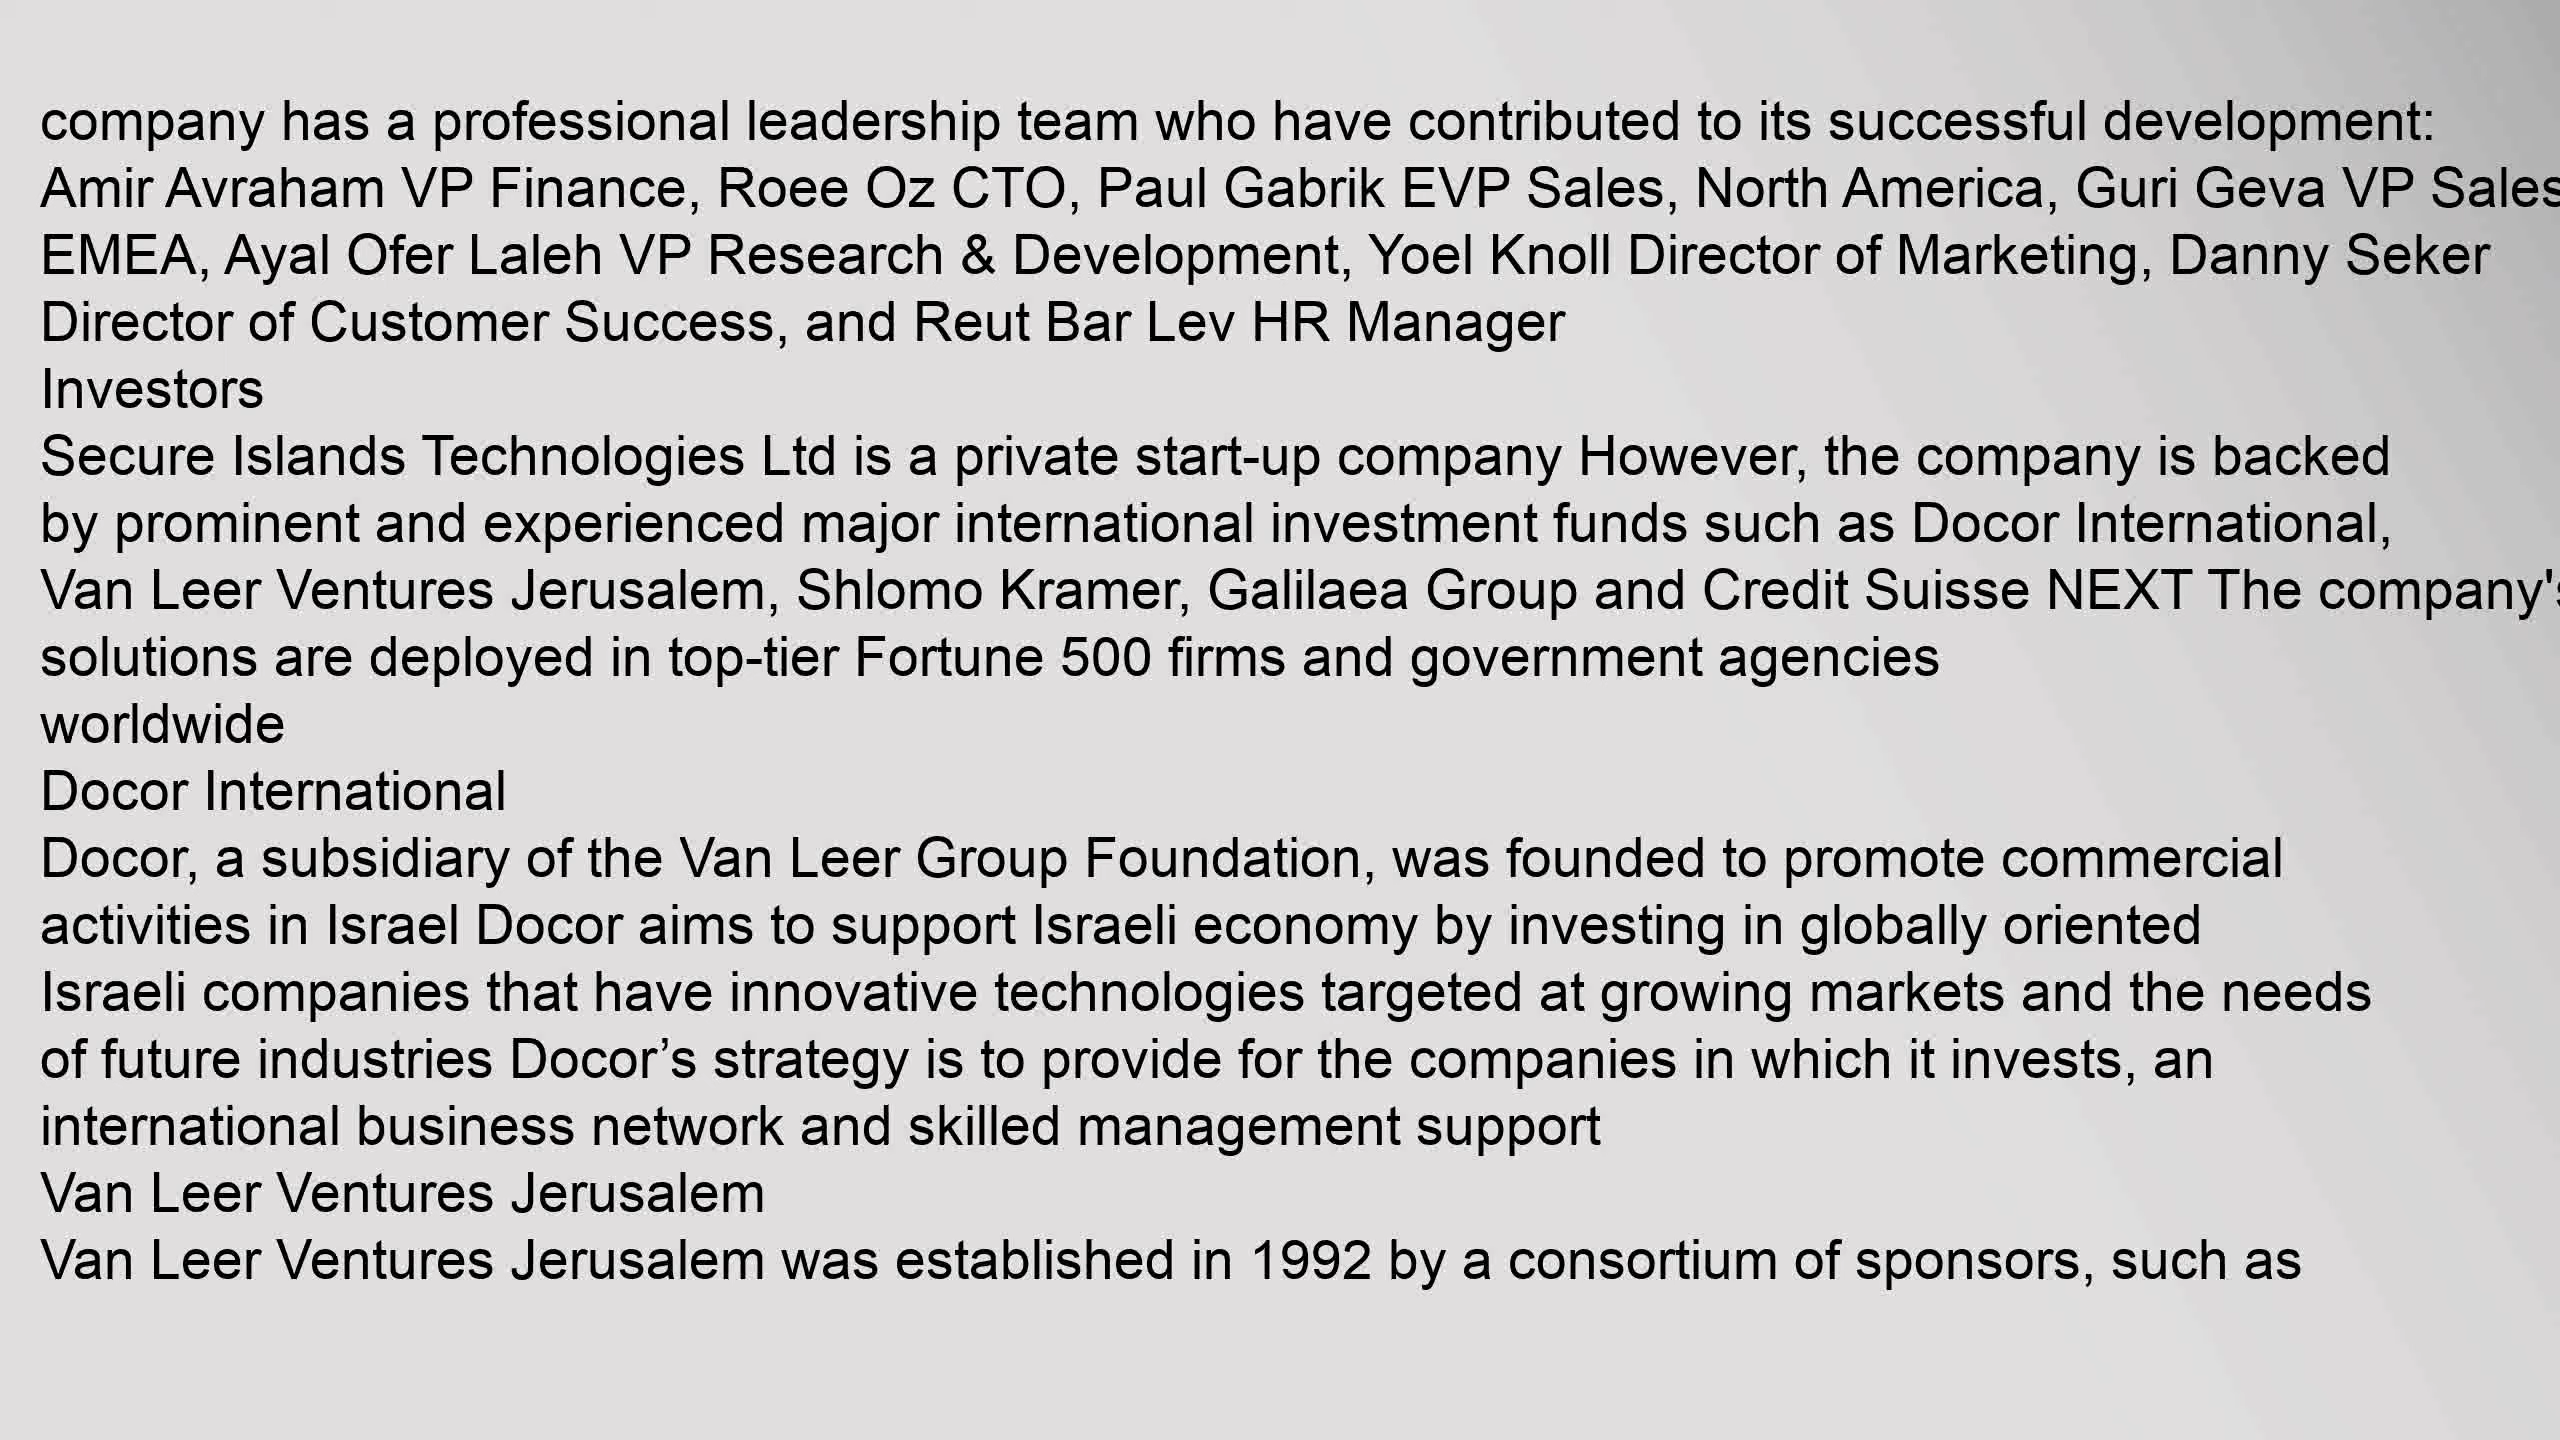 company has a professional leadership team who have contributed to its successful development:
Amir Avraham VP Finance, Roee Oz CTO, Paul Gabrik EVP Sales, North America, Guri Geva VP Sales
EMEA, Ayal Ofer Laleh VP Research & Development, Yoel Knoll Director of Marketing, Danny Seker
Director of Customer Success, and Reut Bar Lev HR Manager
Investors
Secure Islands Technologies Ltd is a private start-up company However, the company is backed
by prominent and experienced major international investment funds such as Docor International,
Van Leer Ventures Jerusalem, Shlomo Kramer, Galilaea Group and Credit Suisse NEXT The company's
solutions are deployed in top-tier Fortune 500 firms and government agencies
worldwide
Docor International
Docor, a subsidiary of the Van Leer Group Foundation, was founded to promote commercial
activities in Israel Docor aims to support Israeli economy by investing in globally oriented
Israeli companies that have innovative technologies targeted at growing markets and the needs
of future industries Docor’s strategy is to provide for the companies in which it invests, an
international business network and skilled management support
Van Leer Ventures Jerusalem
Van Leer Ventures Jerusalem was established in 1992 by a consortium of sponsors, such as